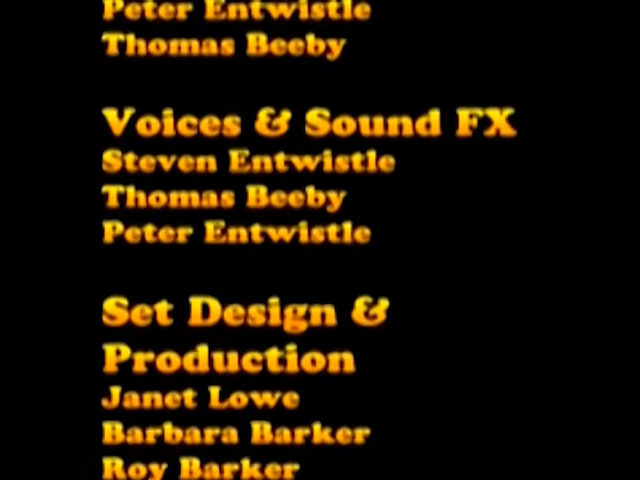 Peter Entwistle
Thomas Beeby
Voices & Sound FX
Steven Entwistle
Thomas Beeby
Peter Entwistle
Set Design &
Production
Janet Lowe
Barbara Barker
Roy Barker